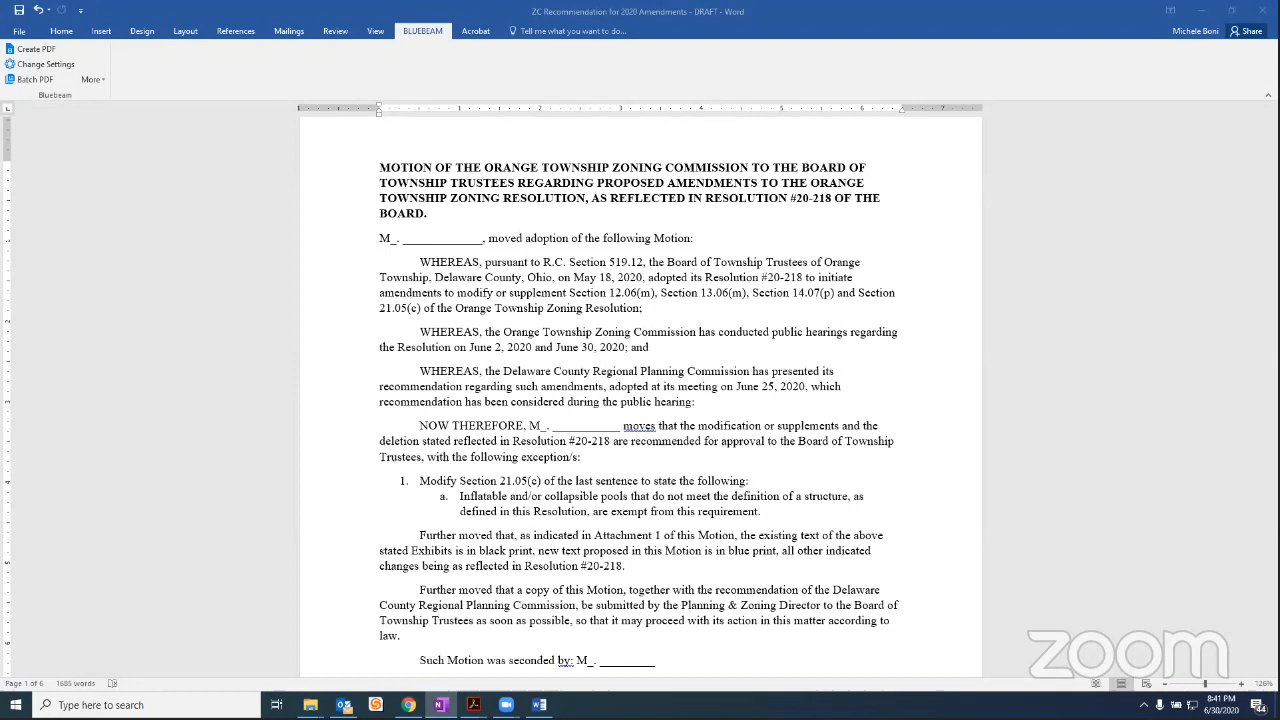 ZC Recommendation for 2020 Amendments - DRAFT - Word
File Home Insert Design Layout References Mailings Review View BLUEBEAM Acrobat Tell me what you want to do... Michele Boni Share
Create PDF
Change Settings
Batch PDF More
Bluebeam
1 2 3 4 5 6 7
MOTION OF THE ORANGE TOWNSHIP ZONING COMMISSION TO THE BOARD OF
TOWNSHIP TRUSTEES REGARDING PROPOSED AMENDMENTS TO THE ORANGE
TOWNSHIP ZONING RESOLUTION, AS REFLECTED IN RESOLUTION #20-218 OF THE
BOARD.
M_. _____________, moved adoption of the following Motion:
WHEREAS, pursuant to R.C. Section 519.12, the Board of Township Trustees of Orange
Township, Delaware County, Ohio, on May 18, 2020, adopted its Resolution #20-218 to initiate
amendments to modify or supplement Section 12.06(m), Section 13.06(m), Section 14.07(p) and Section
21.05(c) of the Orange Township Zoning Resolution;
WHEREAS, the Orange Township Zoning Commission has conducted public hearings regarding
the Resolution on June 2, 2020 and June 30, 2020; and
WHEREAS, the Delaware County Regional Planning Commission has presented its
recommendation regarding such amendments, adopted at its meeting on June 25, 2020, which
recommendation has been considered during the public hearing:
NOW THEREFORE, M_. ___________ moves that the modification or supplements and the
deletion stated reflected in Resolution #20-218 are recommended for approval to the Board of Township
Trustees, with the following exception/s:
1. Modify Section 21.05(c) of the last sentence to state the following:
a. Inflatable and/or collapsible pools that do not meet the definition of a structure, as
defined in this Resolution, are exempt from this requirement.
Further moved that, as indicated in Attachment 1 of this Motion, the existing text of the above
stated Exhibits is in black print, new text proposed in this Motion is in blue print, all other indicated
changes being as reflected in Resolution #20-218.
Further moved that a copy of this Motion, together with the recommendation of the Delaware
County Regional Planning Commission, be submitted by the Planning & Zoning Director to the Board of
Township Trustees as soon as possible, so that it may proceed with its action in this matter according to
law.
Such Motion was seconded by: M_. _________
zoom
Page 1 of 6 1685 words 126%
Type here to search
8:41 PM
6/30/2020